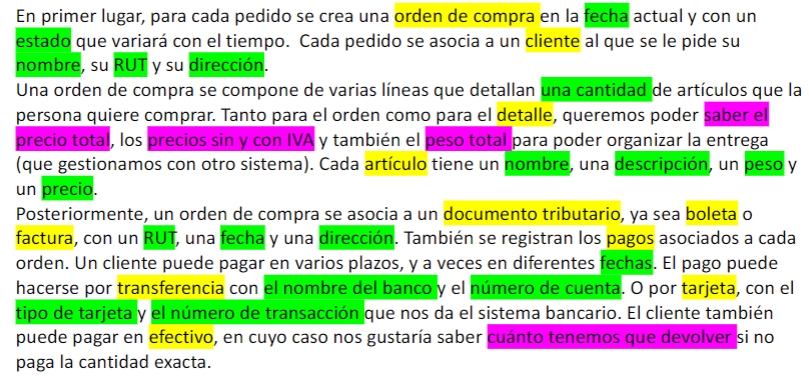 En primer lugar, para cada pedido se crea una orden de compra en la fecha actual y con un
estado que variará con el tiempo.  Cada pedido se asocia a un cliente al que se le pide su
nombre, su RUT y su dirección.
Una orden de compra se compone de varias líneas que detallan una cantidad de artículos que la
persona quiere comprar. Tanto para el orden como para el detalle, queremos poder saber el
precio total, los precios sin y con IVA y también el peso total para poder organizar la entrega
(que gestionamos con otro sistema). Cada artículo tiene un nombre, una descripción, un peso y
un precio.
Posteriormente, un orden de compra se asocia a un documento tributario, ya sea boleta o
factura, con un RUT, una fecha y una dirección. También se registran los pagos asociados a cada
orden. Un cliente puede pagar en varios plazos, y a veces en diferentes fechas. El pago puede
hacerse por transferencia con el nombre del banco y el número de cuenta. O por tarjeta, con el
tipo de tarjeta y el número de transacción que nos da el sistema bancario. El cliente también
puede pagar en efectivo, en cuyo caso nos gustaría saber cuánto tenemos que devolver si no
paga la cantidad exacta.